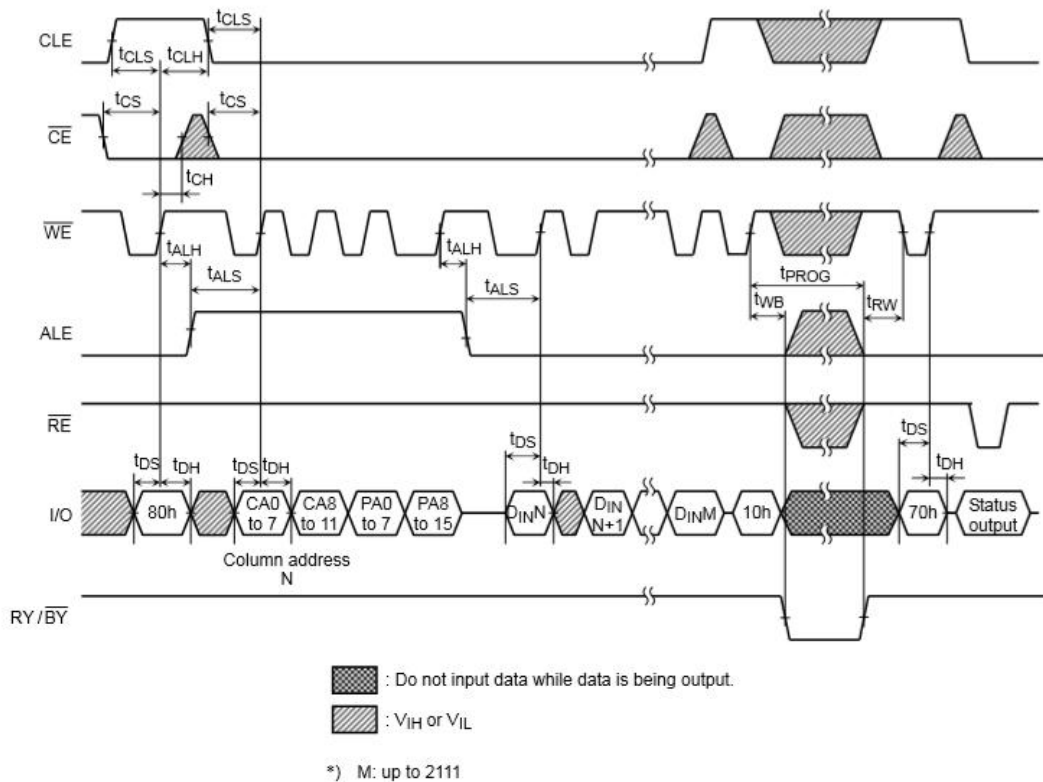 tCLS
CLE
tCLS tCLH
tCS tCS
CE
tCH
WE
tALH tALH
tALS tALS tPROG
tWB tRW
ALE
RE
tDS tDH tDS tDH tDS tDH tDS tDH
I/O 80h CA0 to 7 CA8 to 11 PA0 to 7 PA8 to 15 DINN DIN N+1 DINM 10h 70h Status output
Column address
N
RY/BY
: Do not input data while data is being output.
: VIH or VIL
*) M: up to 2111